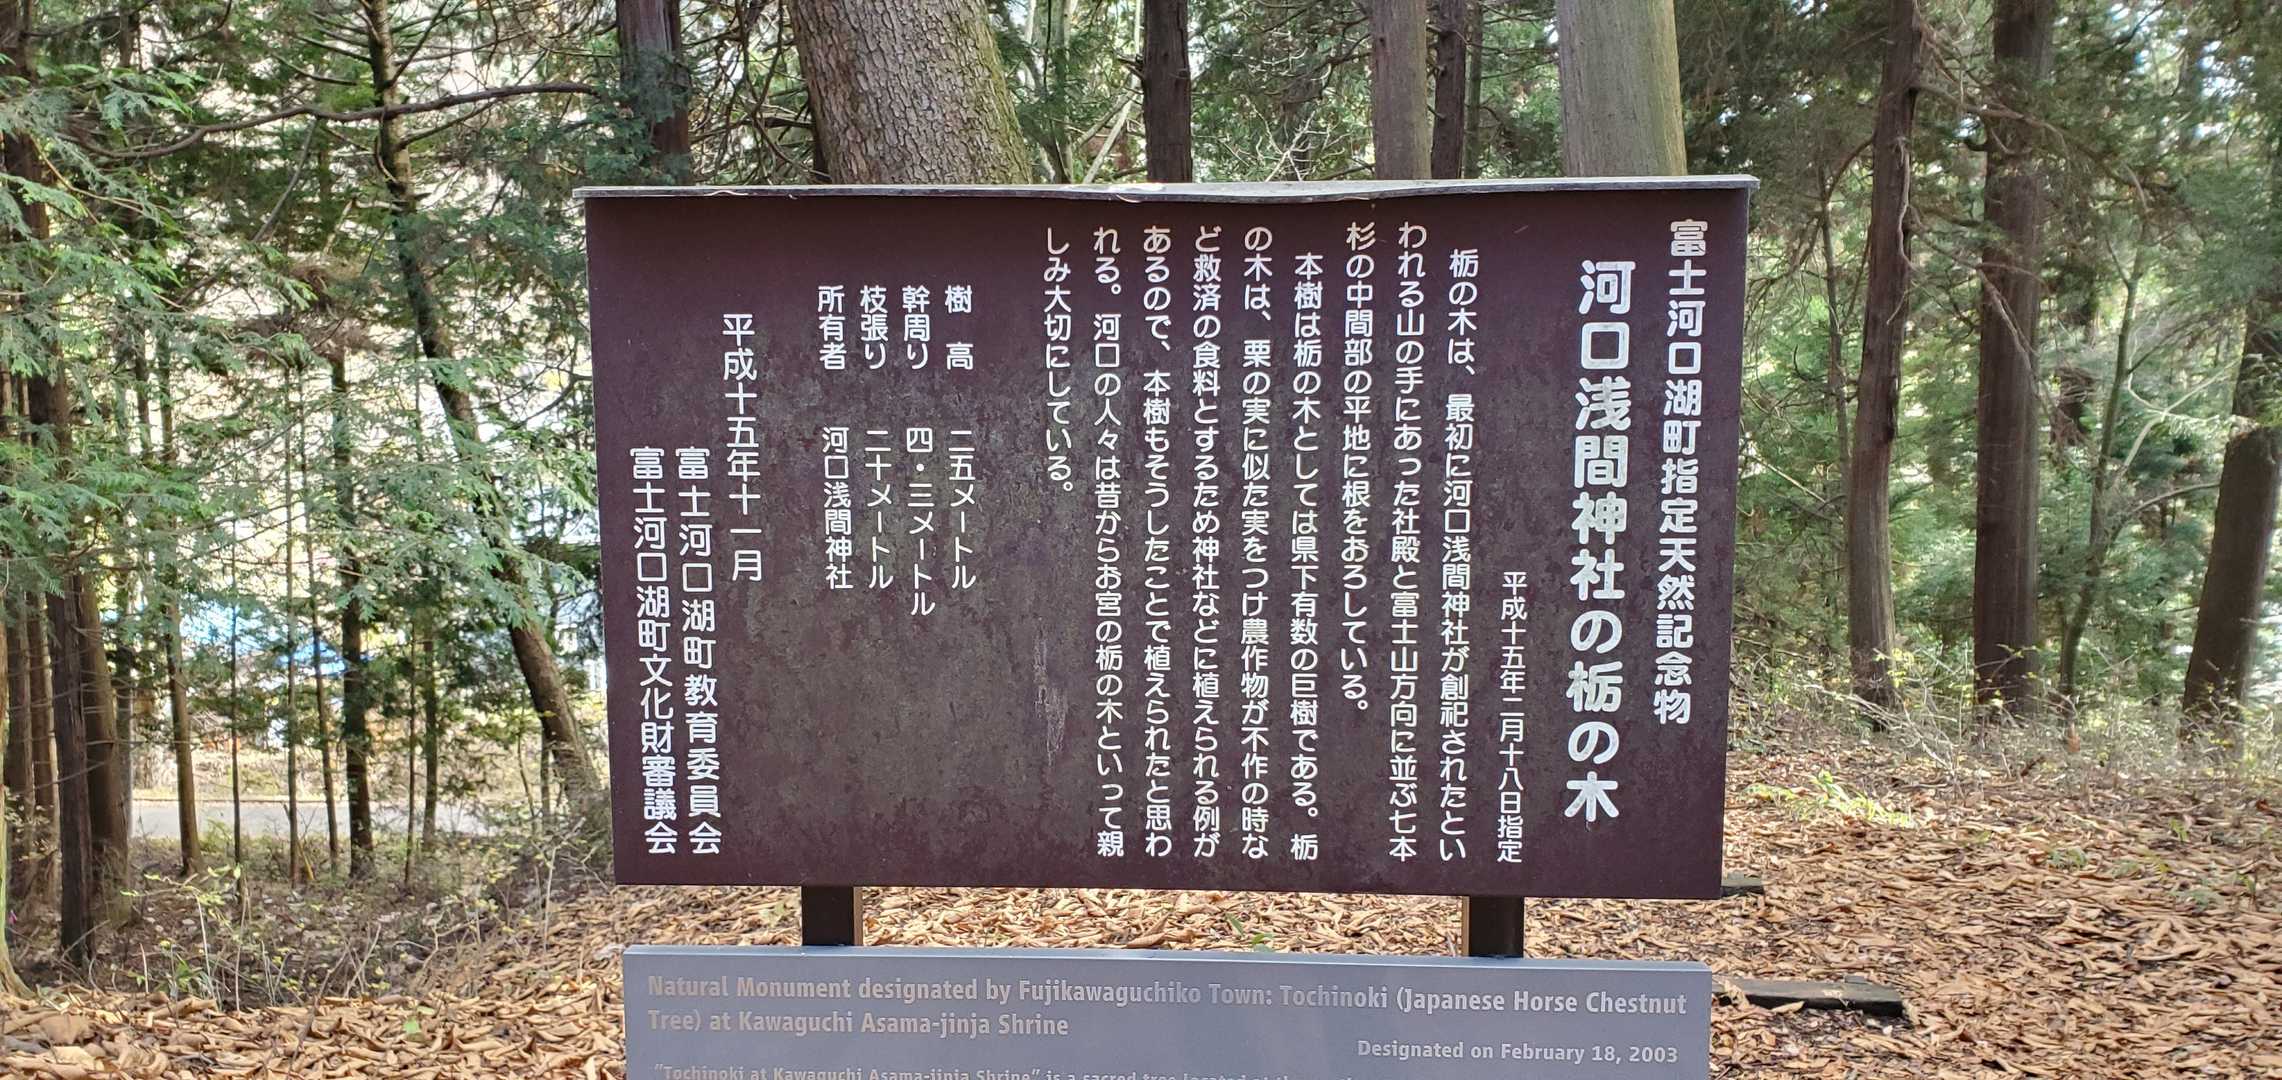 富士河口湖町指定天然記念物
河口浅間神社の栃の木
平成十五年二月十八日指定
栃の木は、最初に河口浅間神社が創祀されたとい
われる山の手にあった社殿と富士山方向に並ぶ七本
杉の中間部の平地に根をおろしている。
本樹は栃の木としては県下有数の巨樹である。栃
の木は、栗の実に似た実をつけ農作物が不作の時な
ど救済の食料とするため神社などに植えられる例が
あるので、本樹もそうしたことで植えられたと思わ
れる。河口の人々は昔からお宮の栃の木といって親
しみ大切にしている。
樹 高 二五メートル
幹周り 四・三メートル
枝張り 二十メートル
所有者 河口浅間神社
平成十五年十一月
富士河口湖町教育委員会
富士河口湖町文化財審議会
Natural Monument designated by Fujikawaguchiko Town: Tochinoki (Japanese Horse Chestnut
Tree) at Kawaguchi Asama-jinja Shrine
Designated on February 18, 2003
"Tochinoki at Kawaguchi Asama-jinja Shrine" is a sacred tree located at the